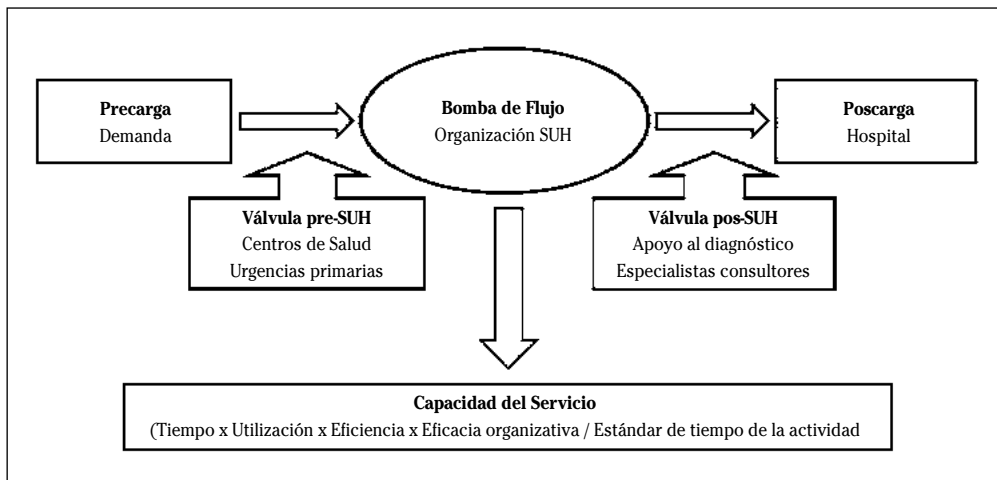 Precarga
Demanda
Bomba de Flujo
Organización SUH
Poscarga
Hospital
Válvula pre-SUH
Centros de Salud
Urgencias primarias
Válvula pos-SUH
Apoyo al diagnóstico
Especialistas consultores
Capacidad del Servicio
(Tiempo x Utilización x Eficiencia x Eficacia organizativa / Estándar de tiempo de la actividad